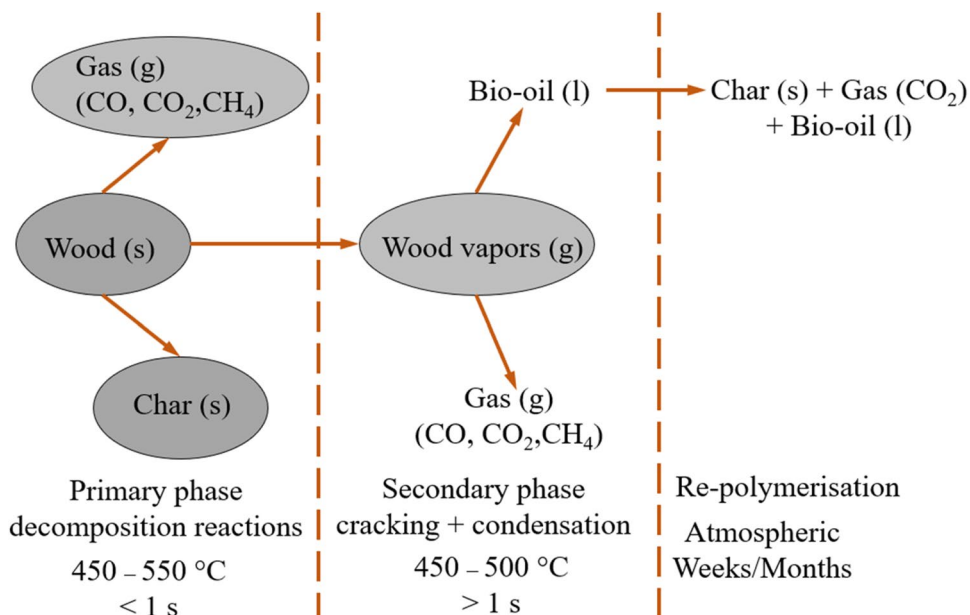 Gas (g)
(CO, CO₂,CH₄)
Wood (s)
Char (s)
Primary phase
decomposition reactions
450 – 550 °C
< 1 s
Bio-oil (l)
Wood vapors (g)
Gas (g)
(CO, CO₂,CH₄)
Secondary phase
cracking + condensation
450 – 500 °C
> 1 s
Char (s) + Gas (CO₂)
+ Bio-oil (l)
Re-polymerisation
Atmospheric
Weeks/Months